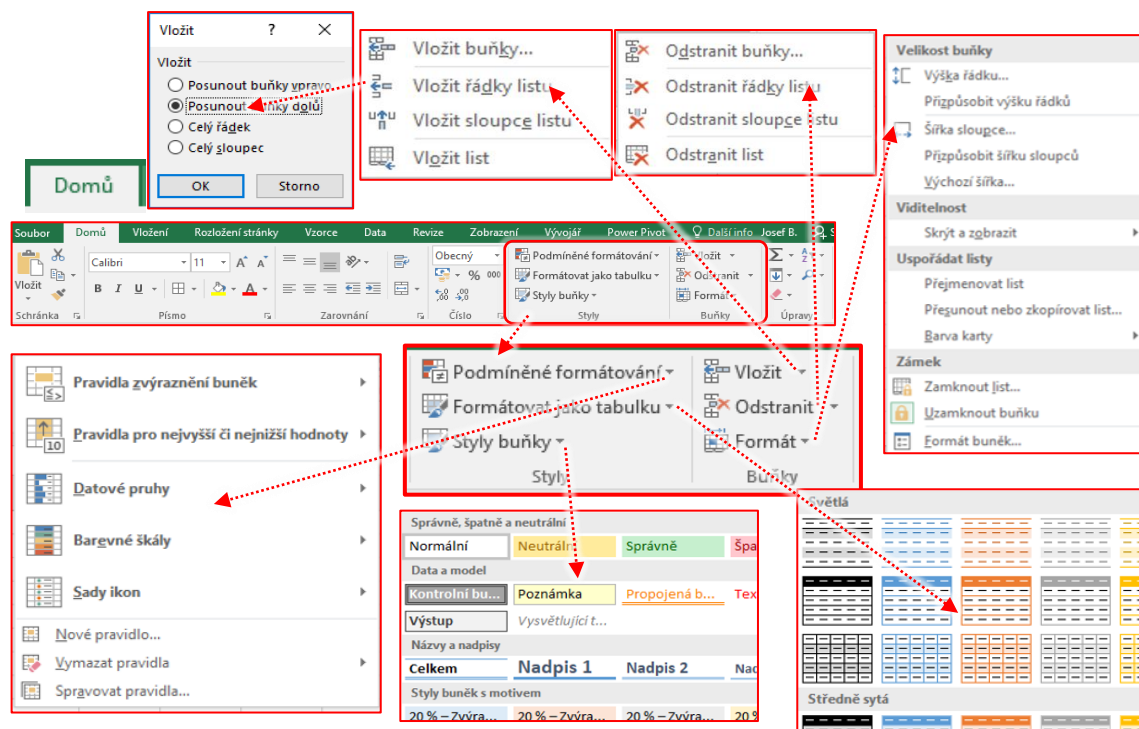 Vložit ? ×
Vložit
Posunout buňky vpravo
Posunout buňky dolů
Celý řádek
Celý sloupec
OK Storno
Vložit buňky...
Vložit řádky listu
Vložit sloupce listu
Vložit list
Odstranit buňky...
Odstranit řádky listu
Odstranit sloupce listu
Odstranit list
Velikost buňky
Výška řádku...
Přizpůsobit výšku řádků
Šířka sloupce...
Přizpůsobit šířku sloupců
Výchozí šířka...
Viditelnost
Skrýt a zobrazit
Uspořádat listy
Přejmenovat list
Přesunout nebo zkopírovat list...
Barva karty
Zámek
Zamknout list...
Uzamknout buňku
Formát buněk...
Domů
Soubor Domů Vložení Rozložení stránky Vzorce Data Revize Zobrazení Vývojář Power Pivot Další info Josef B.
Vložit
Calibri 11 A A
B I U A
Obecný
% 000
Podmíněné formátování
Formátovat jako tabulku
Styly buňky
Vložit
Odstranit
Formát
Schránka Písmo Zarovnání Číslo Styly Buňky Úpravy
Podmíněné formátování
Formátovat jako tabulku
Styly buňky
Styly
Vložit
Odstranit
Formát
Buňky
Pravidla zvýraznění buněk
Pravidla pro nejvyšší či nejnižší hodnoty
Datové pruhy
Barevné škály
Sady ikon
Nové pravidlo...
Vymazat pravidla
Spravovat pravidla...
Správně, špatně a neutrální
Normální Neutrální Správně Špa
Data a model
Kontrolní bu... Poznámka Propojená b... Tex
Výstup Vysvětlující t...
Názvy a nadpisy
Celkem Nadpis 1 Nadpis 2 Nad
Styly buněk s motivem
20 % – Zvýra... 20 % – Zvýra... 20 % – Zvýra... 20 %
Světlá
Středně sytá